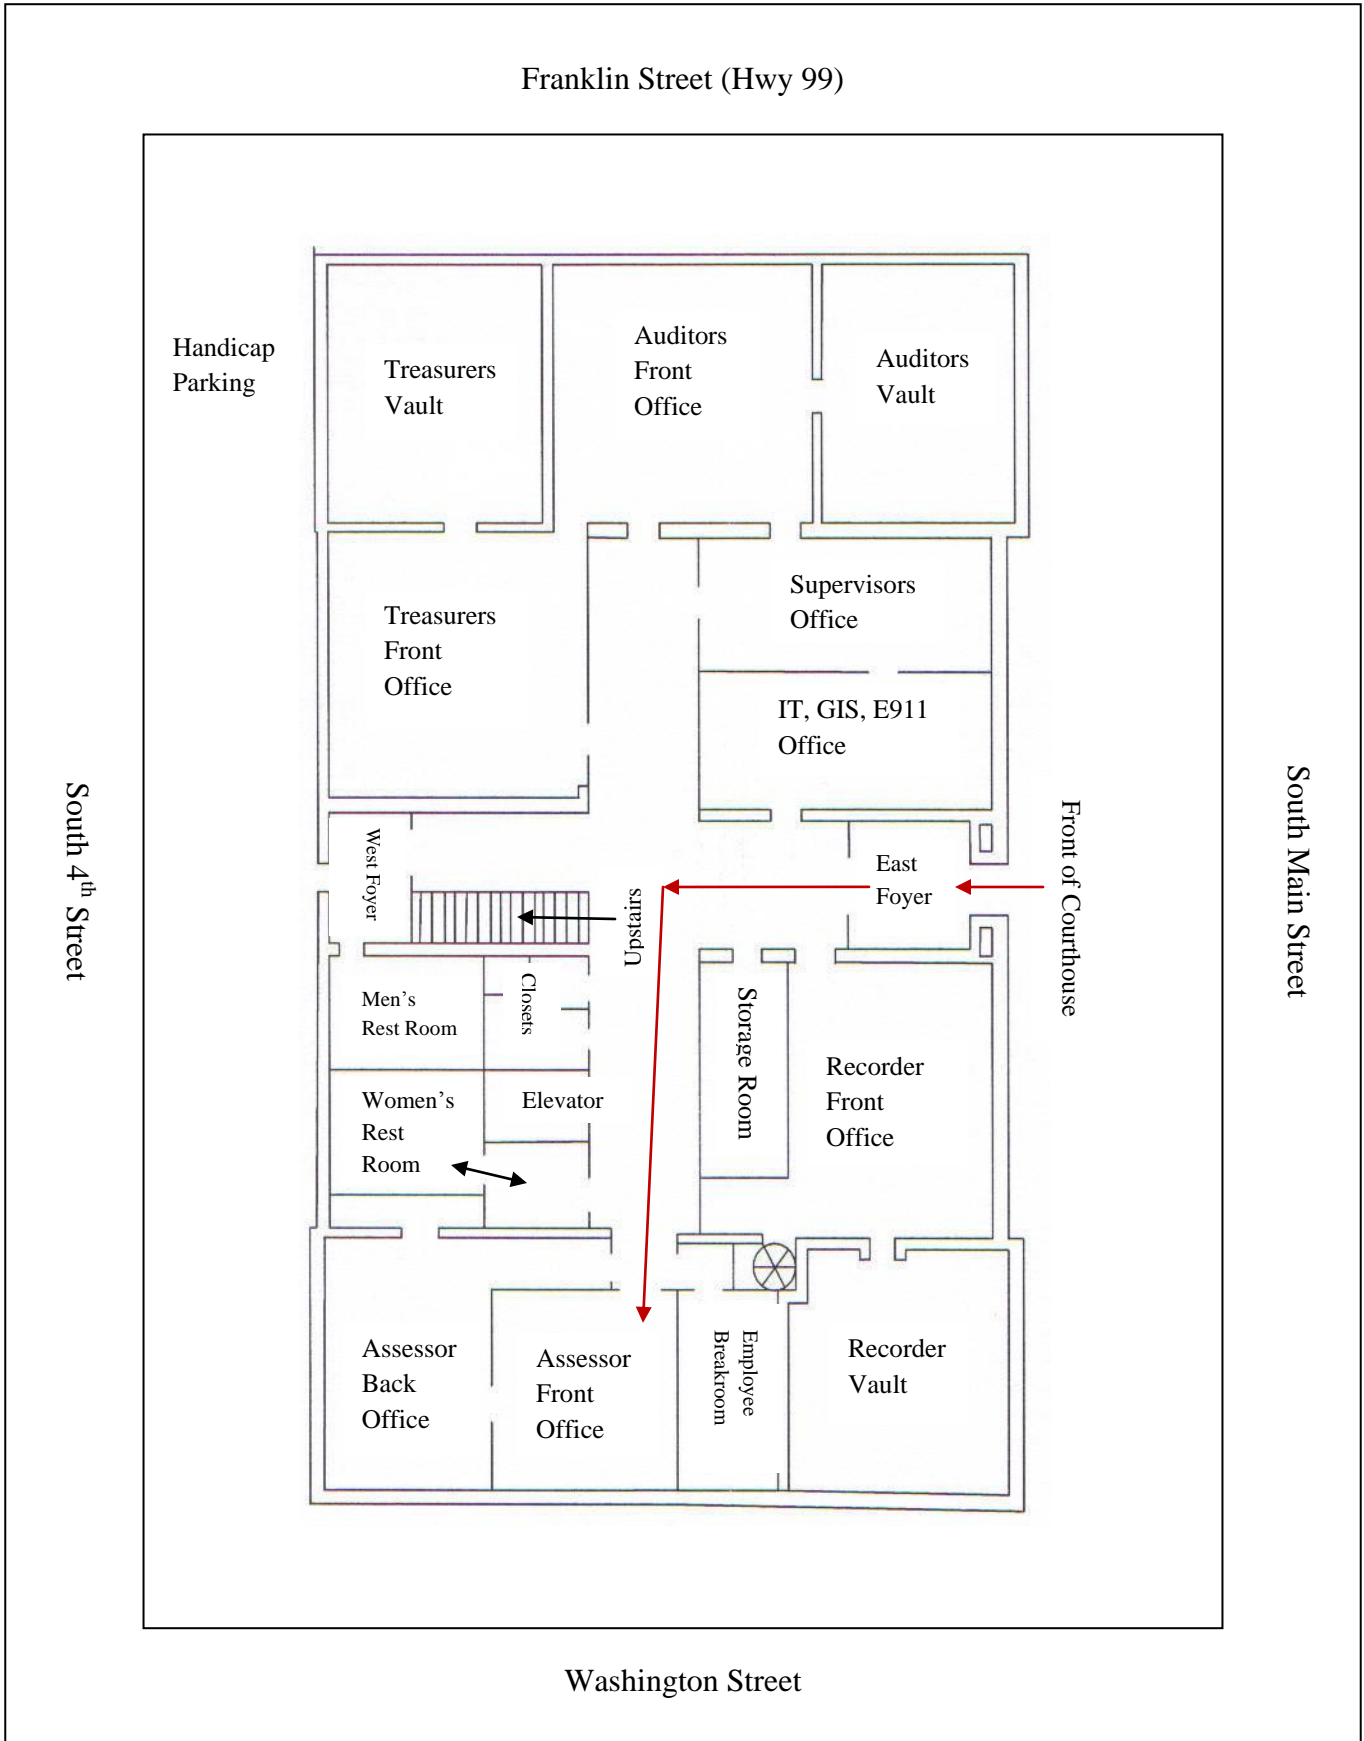 Franklin Street (Hwy 99)
Handicap
Parking
Treasurers
Vault
Auditors
Front
Office
Auditors
Vault
Treasurers
Front
Office
Supervisors
Office
IT, GIS, E911
Office
South 4th Street
West Foyer
Upstairs
East
Foyer
Front of Courthouse
South Main Street
Men's
Rest Room
Closets
Storage Room
Women's
Rest
Room
Elevator
Recorder
Front
Office
Assessor
Back
Office
Assessor
Front
Office
Employee
Breakroom
Recorder
Vault
Washington Street